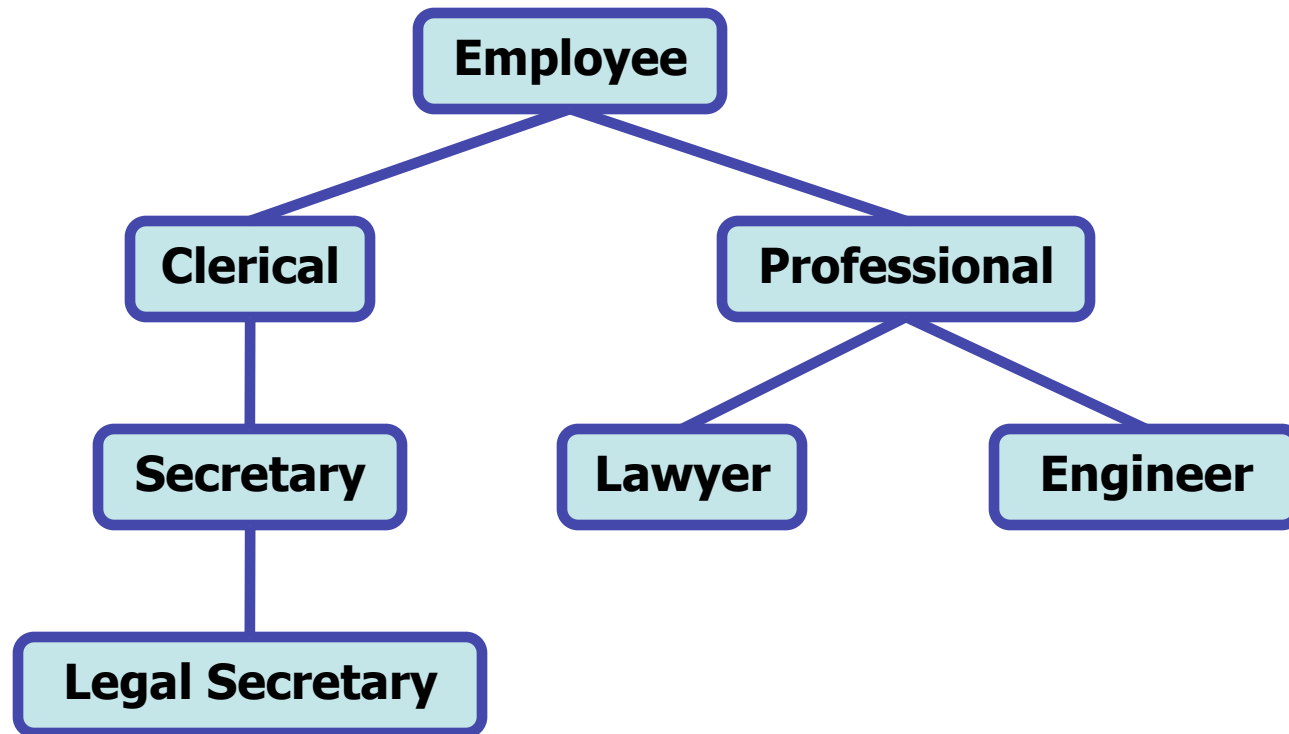 Employee
Clerical
Professional
Secretary
Lawyer
Engineer
Legal Secretary